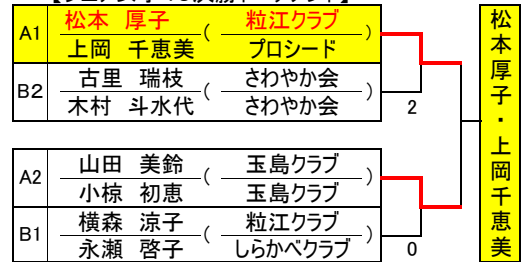 A1 松本 厚子 ( 粒江クラブ )
上岡 千恵美 プロシード
B2 古里 瑞枝 ( さわやか会 )
木村 斗水代 さわやか会
2
A2 山田 美鈴 ( 玉島クラブ )
小椋 初恵 玉島クラブ
B1 横森 涼子 ( 粒江クラブ )
永瀬 啓子 しらかべクラブ
0
松本厚子・上岡千恵美